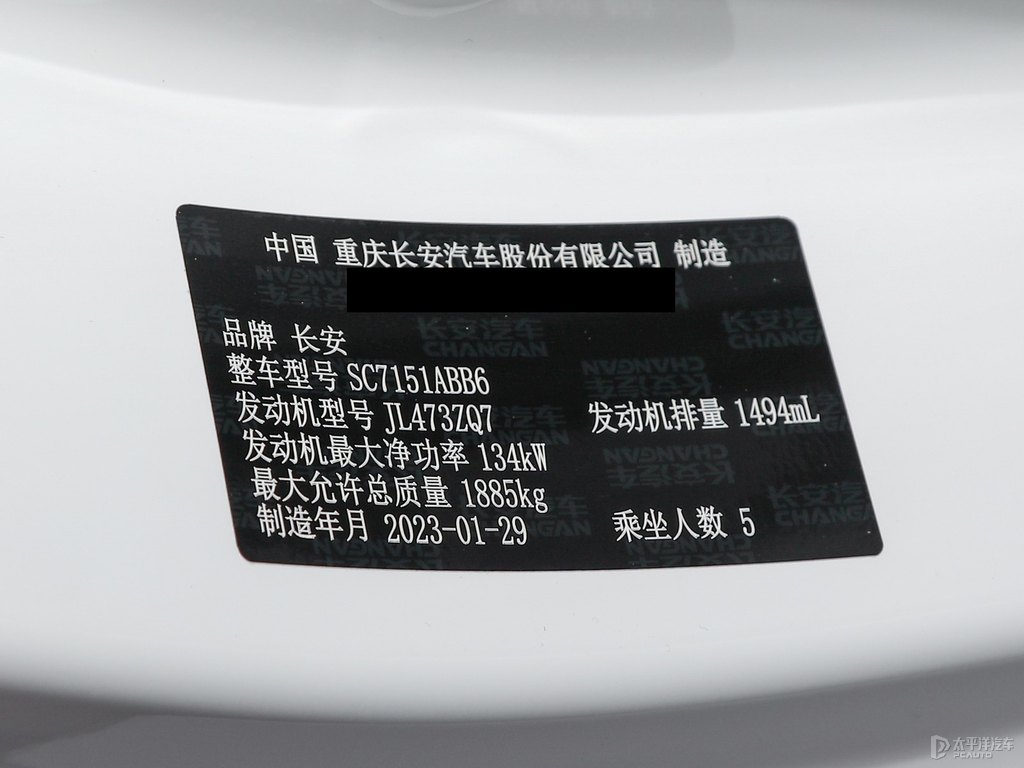 中国 重庆长安汽车股份有限公司 制造
品牌 长安
整车型号 SC7151ABB6
发动机型号 JL473ZQ7 发动机排量 1494mL
发动机最大净功率 134kW
最大允许总质量 1885kg
制造年月 2023-01-29 乘坐人数 5
太平洋汽车
PCAUTO